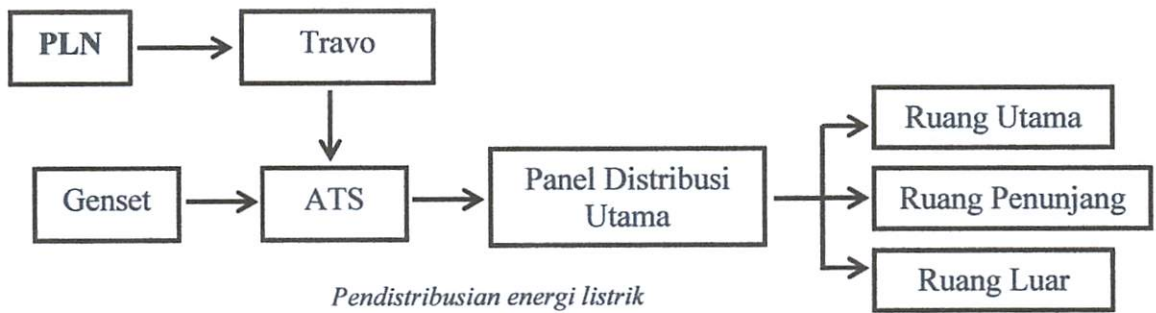 PLN
Travo
Genset
ATS
Panel Distribusi
Utama
Ruang Utama
Ruang Penunjang
Ruang Luar
Pendistribusian energi listrik